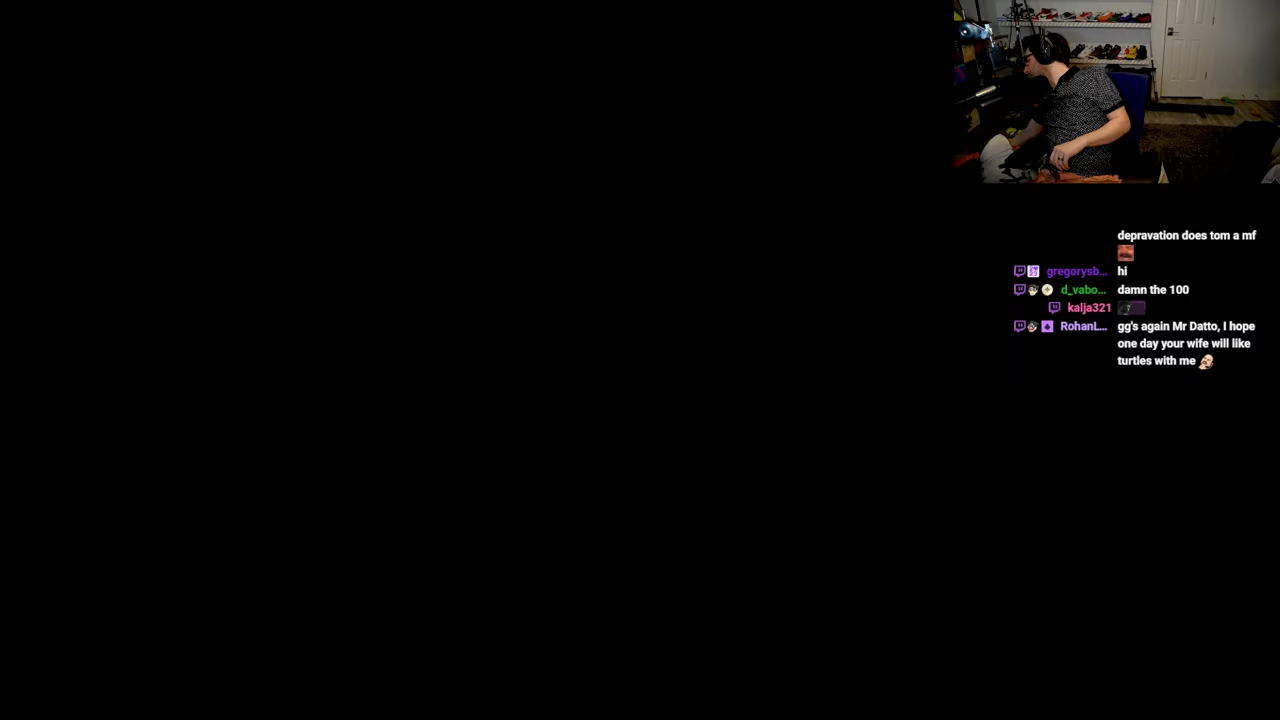 depravation does tom a mf
gregorysb... hi
d_vabo... damn the 100
kalja321
RohanL... gg's again Mr Datto, I hope
one day your wife will like
turtles with me